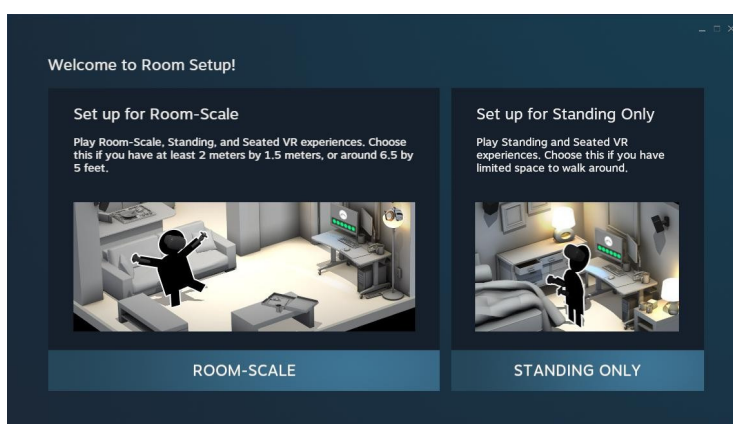 Welcome to Room Setup!
Set up for Room-Scale
Play Room-Scale, Standing, and Seated VR experiences. Choose
this if you have at least 2 meters by 1.5 meters, or around 6.5 by
5 feet.
ROOM-SCALE
Set up for Standing Only
Play Standing and Seated VR
experiences. Choose this if you have
limited space to walk around.
STANDING ONLY